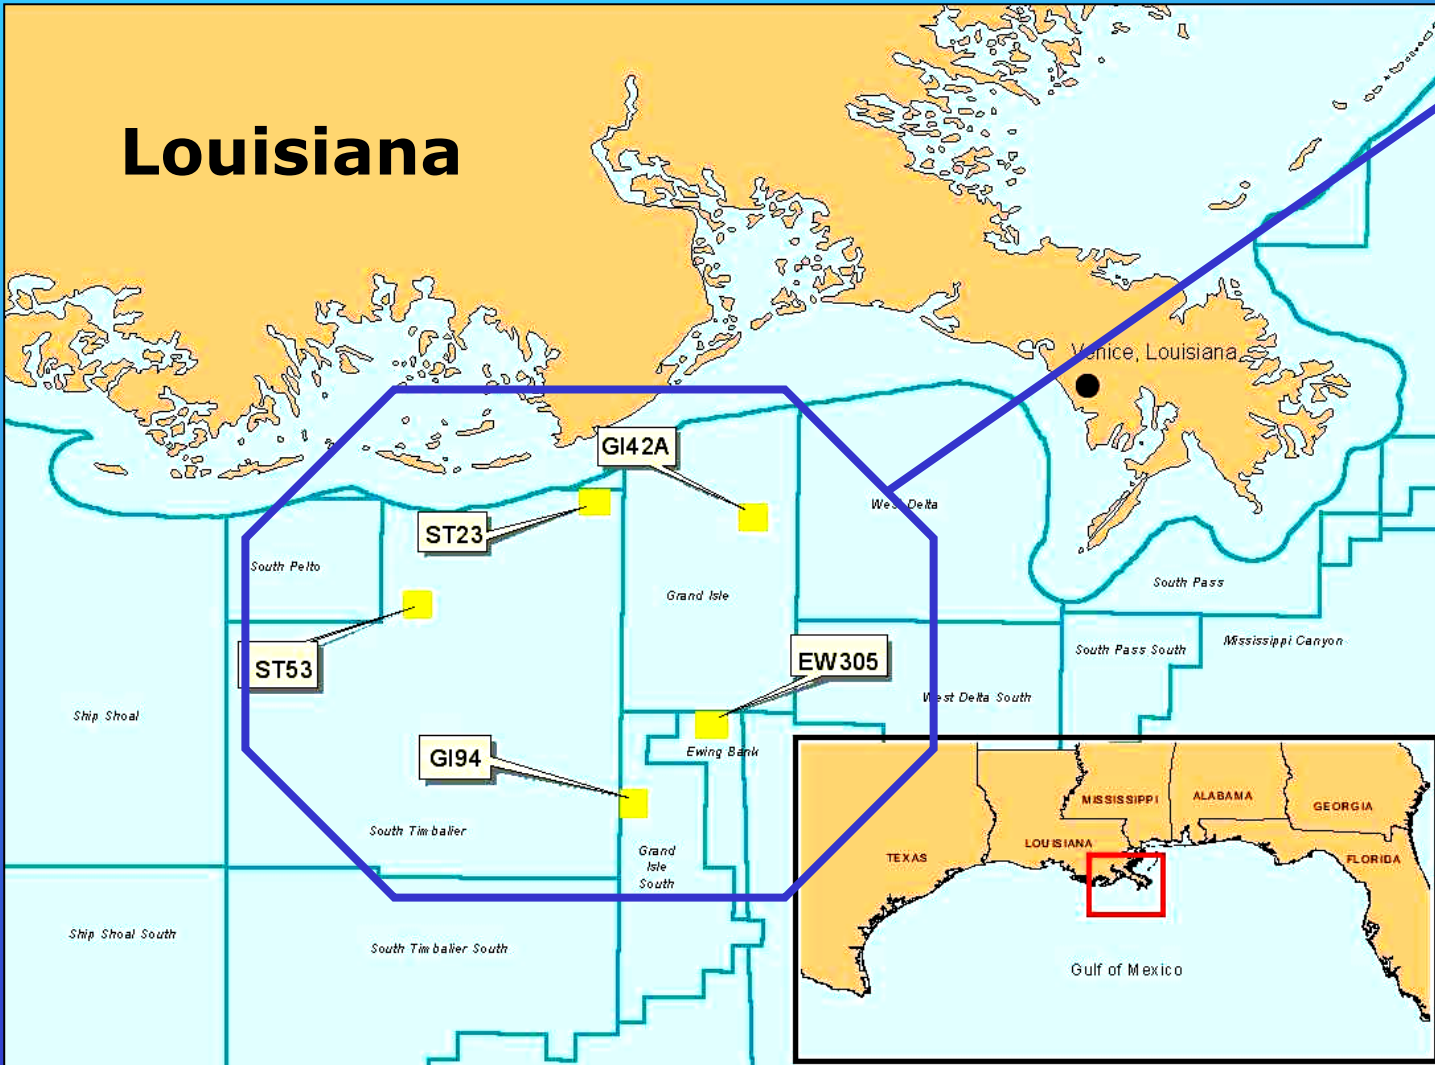 Louisiana
Venice, Louisiana
GI42A
ST23
West Delta
South Pelto
Grand Isle
South Pass
ST53
EW305
South Pass South
Mississippi Canyon
West Delta South
Ship Shoal
GI94
Ewing Bank
South Timbalier
Grand
Isle
South
Ship Shoal South
South Timbalier South
MISSISSIPPI
ALABAMA
GEORGIA
LOUISIANA
TEXAS
FLORIDA
Gulf of Mexico